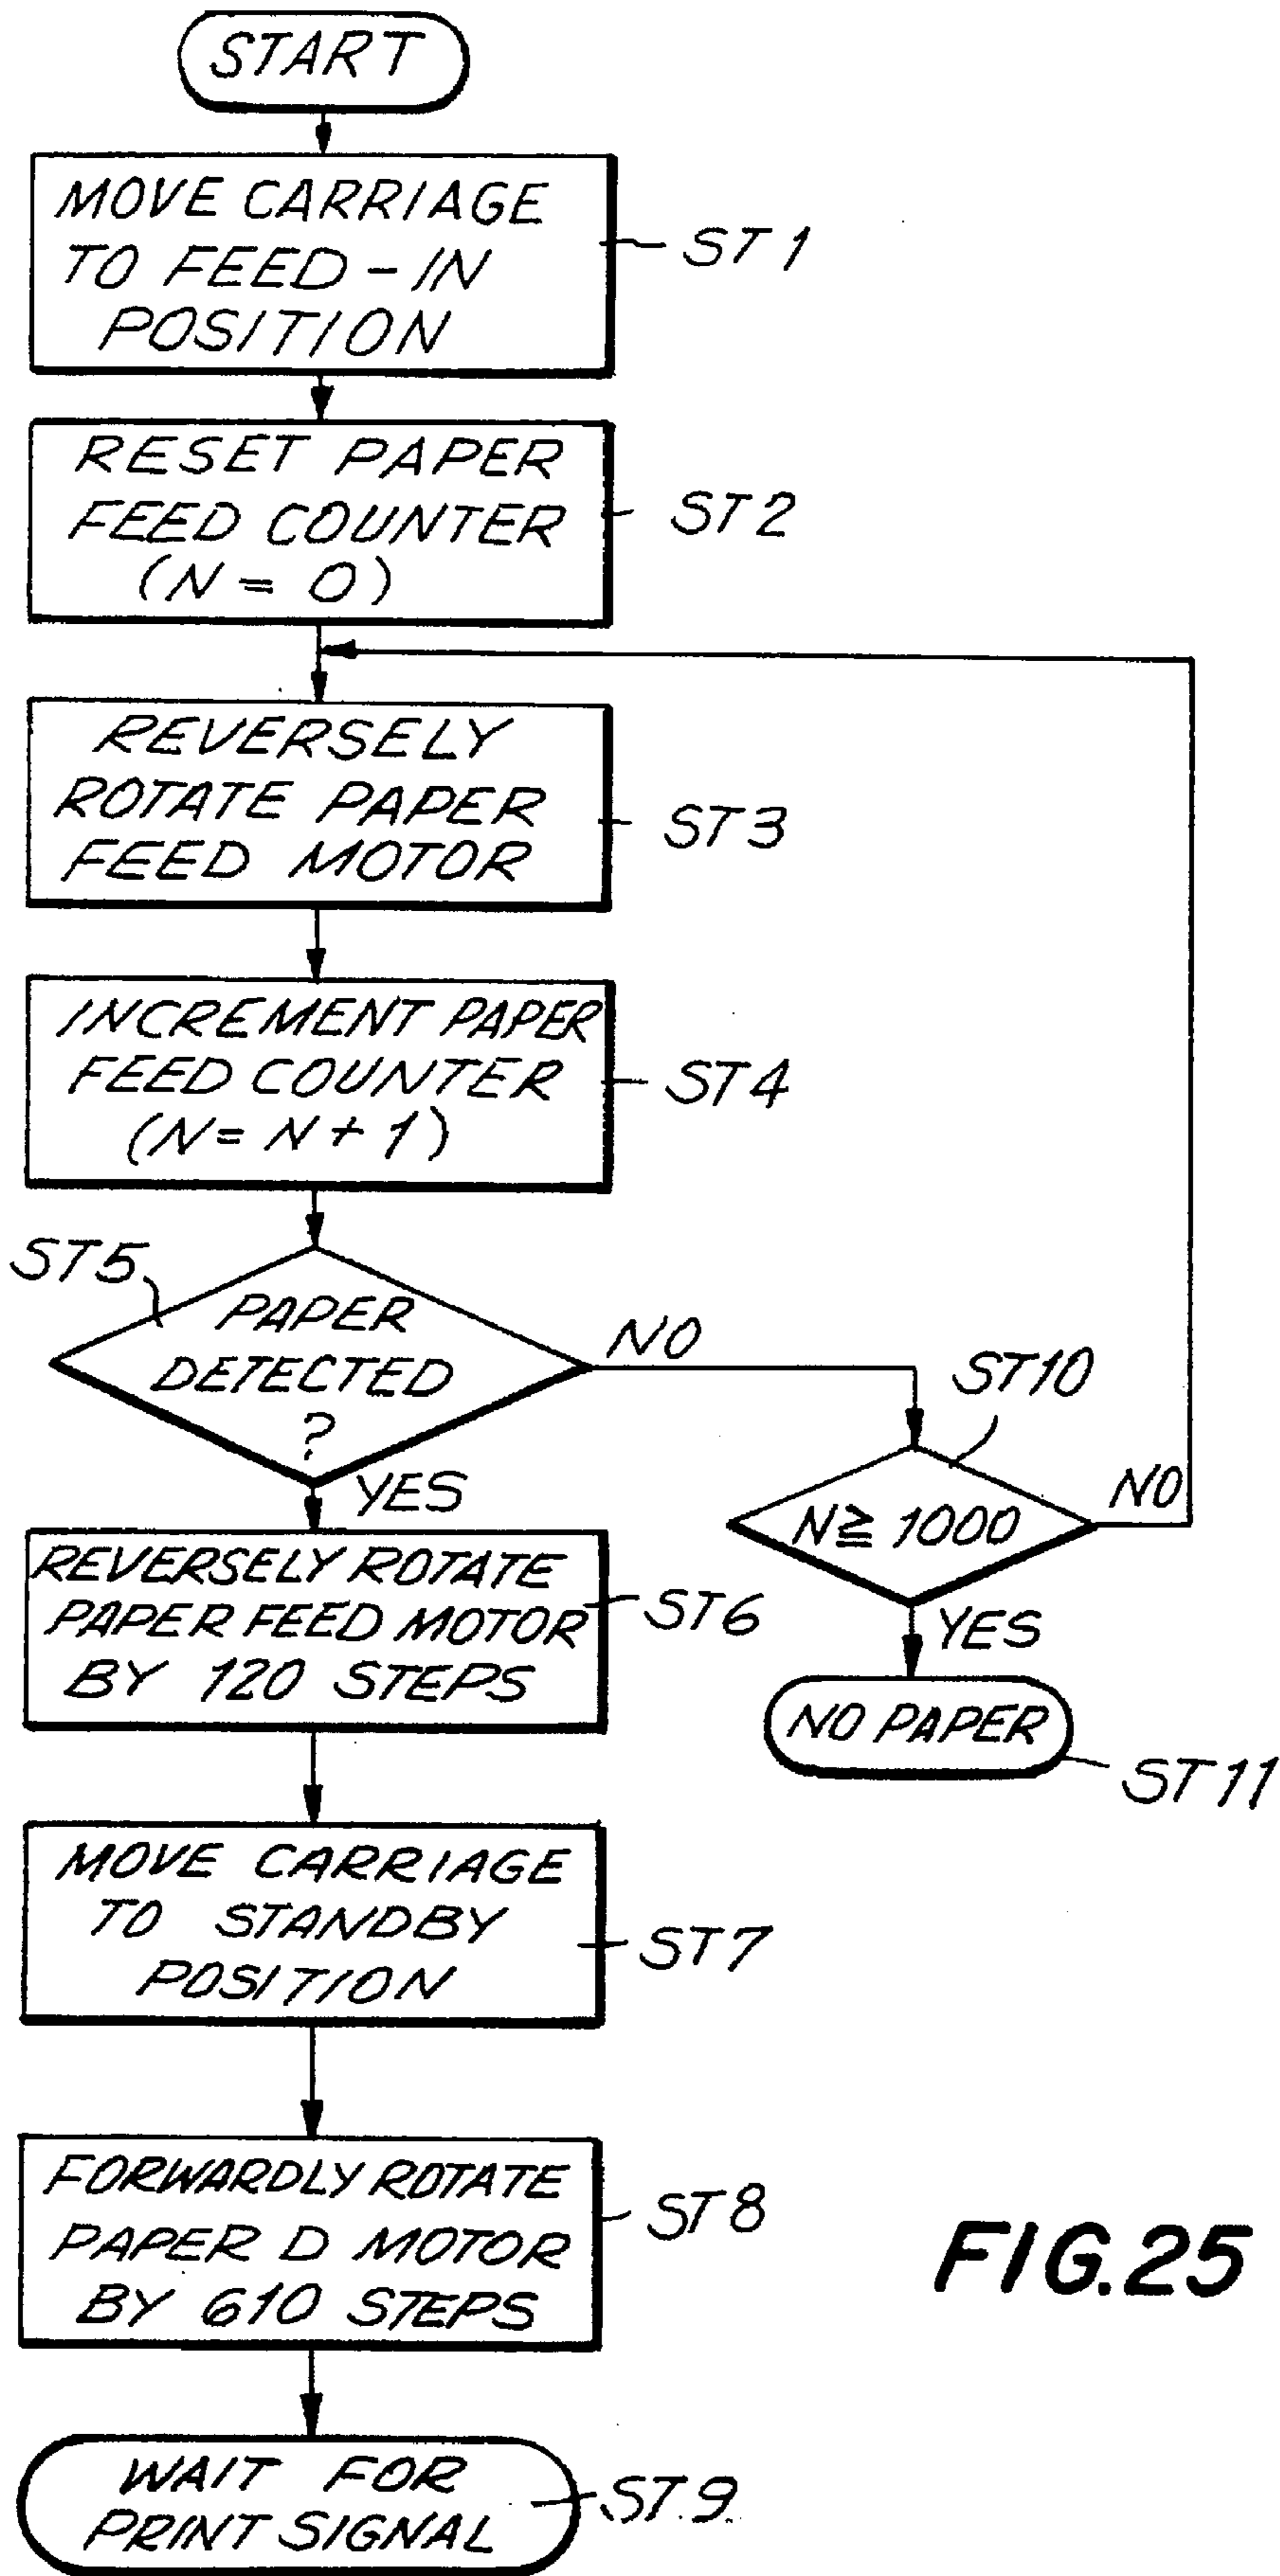 START
MOVE CARRIAGE
TO FEED-IN
POSITION
ST1
RESET PAPER
FEED COUNTER
(N = 0)
ST2
REVERSELY
ROTATE PAPER
FEED MOTOR
ST3
INCREMENT PAPER
FEED COUNTER
(N = N + 1)
ST4
ST5
PAPER
DETECTED
?
NO
YES
ST10
N ≧ 1000
NO
YES
NO PAPER
ST11
REVERSELY ROTATE
PAPER FEED MOTOR
BY 120 STEPS
ST6
MOVE CARRIAGE
TO STANDBY
POSITION
ST7
FORWARDLY ROTATE
PAPER D MOTOR
BY 610 STEPS
ST8
FIG.25
WAIT FOR
PRINT SIGNAL
ST.9